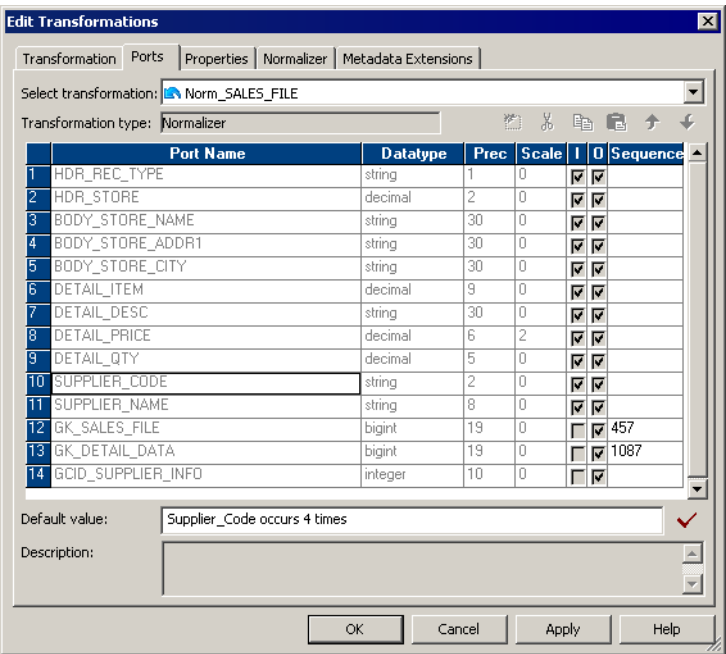 Edit Transformations
Transformation Ports Properties Normalizer Metadata Extensions
Select transformation: Norm_SALES_FILE
Transformation type: Normalizer
Port Name Datatype Prec Scale I O Sequence
1 HDR_REC_TYPE string 1 0
2 HDR_STORE decimal 2 0
3 BODY_STORE_NAME string 30 0
4 BODY_STORE_ADDR1 string 30 0
5 BODY_STORE_CITY string 30 0
6 DETAIL_ITEM decimal 9 0
7 DETAIL_DESC string 30 0
8 DETAIL_PRICE decimal 6 2
9 DETAIL_QTY decimal 5 0
10 SUPPLIER_CODE string 2 0
11 SUPPLIER_NAME string 8 0
12 GK_SALES_FILE bigint 19 0 457
13 GK_DETAIL_DATA bigint 19 0 1087
14 GCID_SUPPLIER_INFO integer 10 0
Default value: Supplier_Code occurs 4 times
Description:
OK Cancel Apply Help